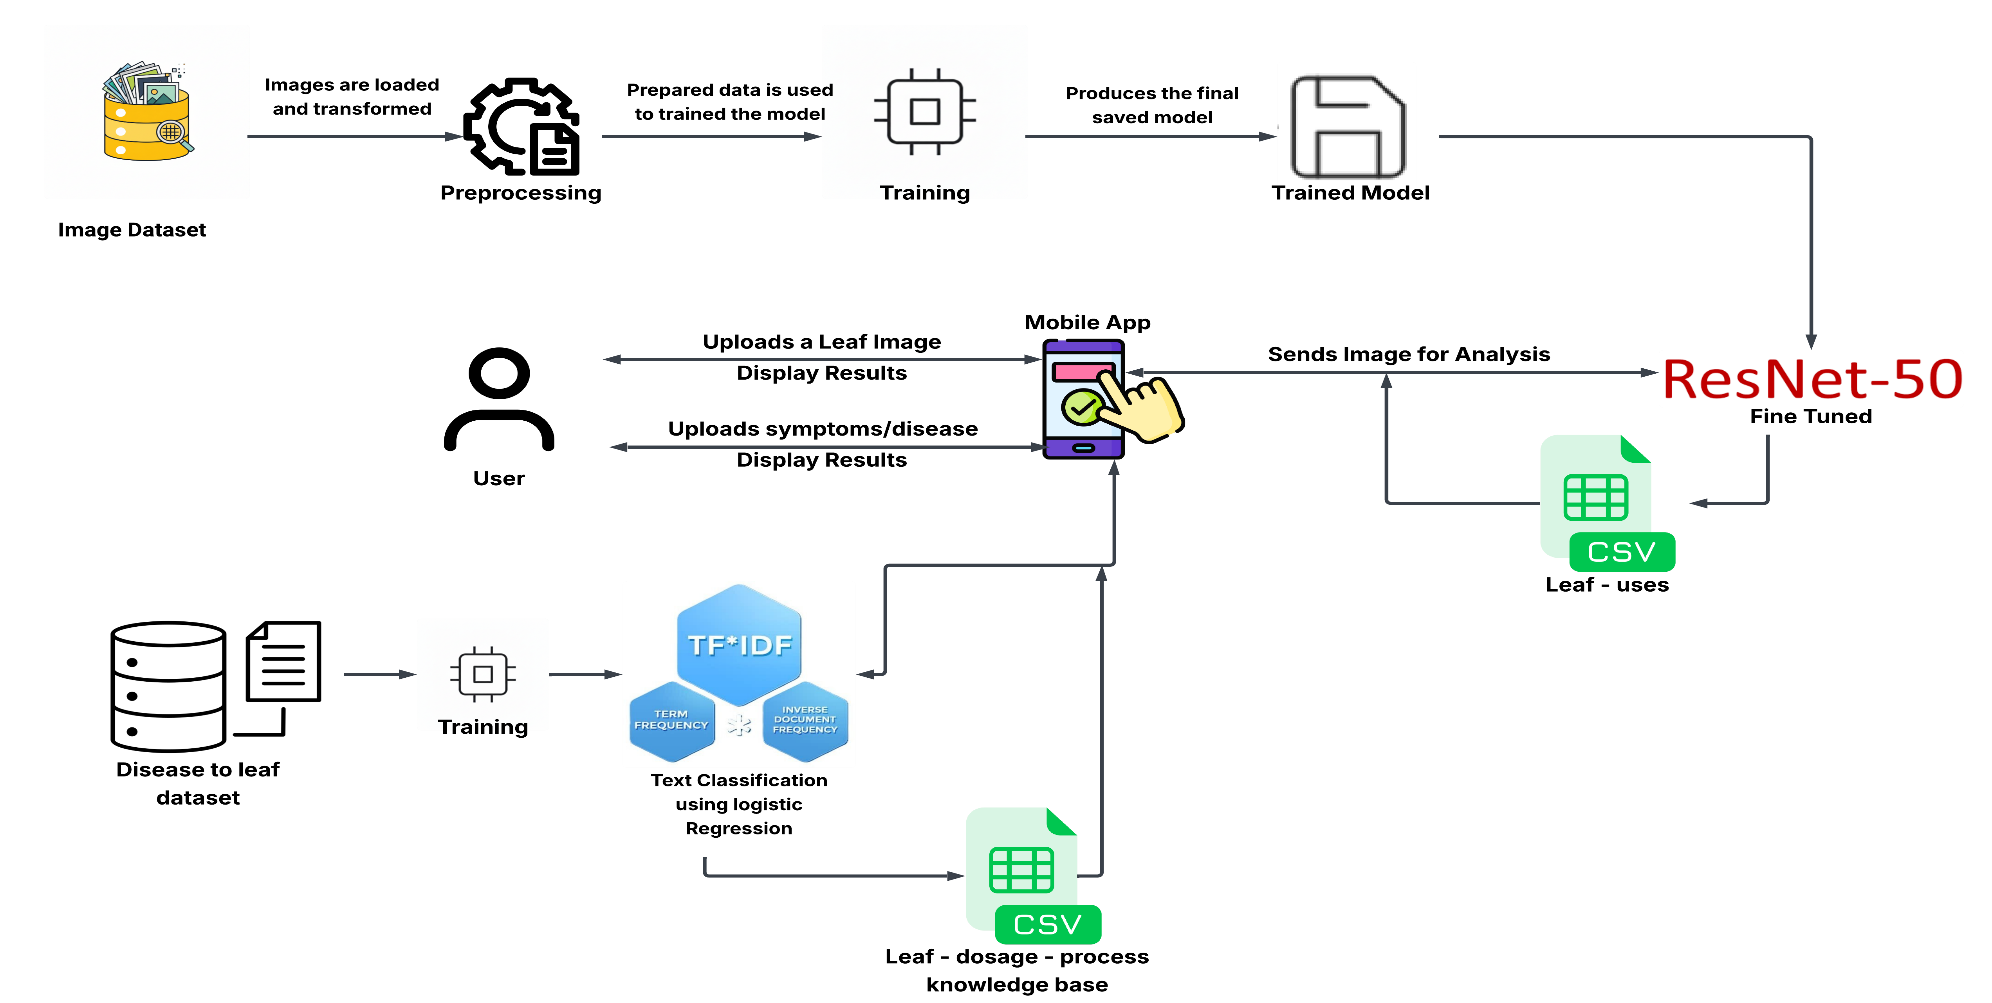 Images are loaded
and transformed
Prepared data is used
to trained the model
Produces the final
saved model
Preprocessing
Training
Trained Model
Image Dataset
Mobile App
Uploads a Leaf Image
Display Results
Sends Image for Analysis
ResNet-50
Fine Tuned
Uploads symptoms/disease
Display Results
User
CSV
Leaf - uses
TF*IDF
TERM
FREQUENCY
*
INVERSE
DOCUMENT
FREQUENCY
Training
Disease to leaf
dataset
Text Classification
using logistic
Regression
CSV
Leaf - dosage - process
knowledge base